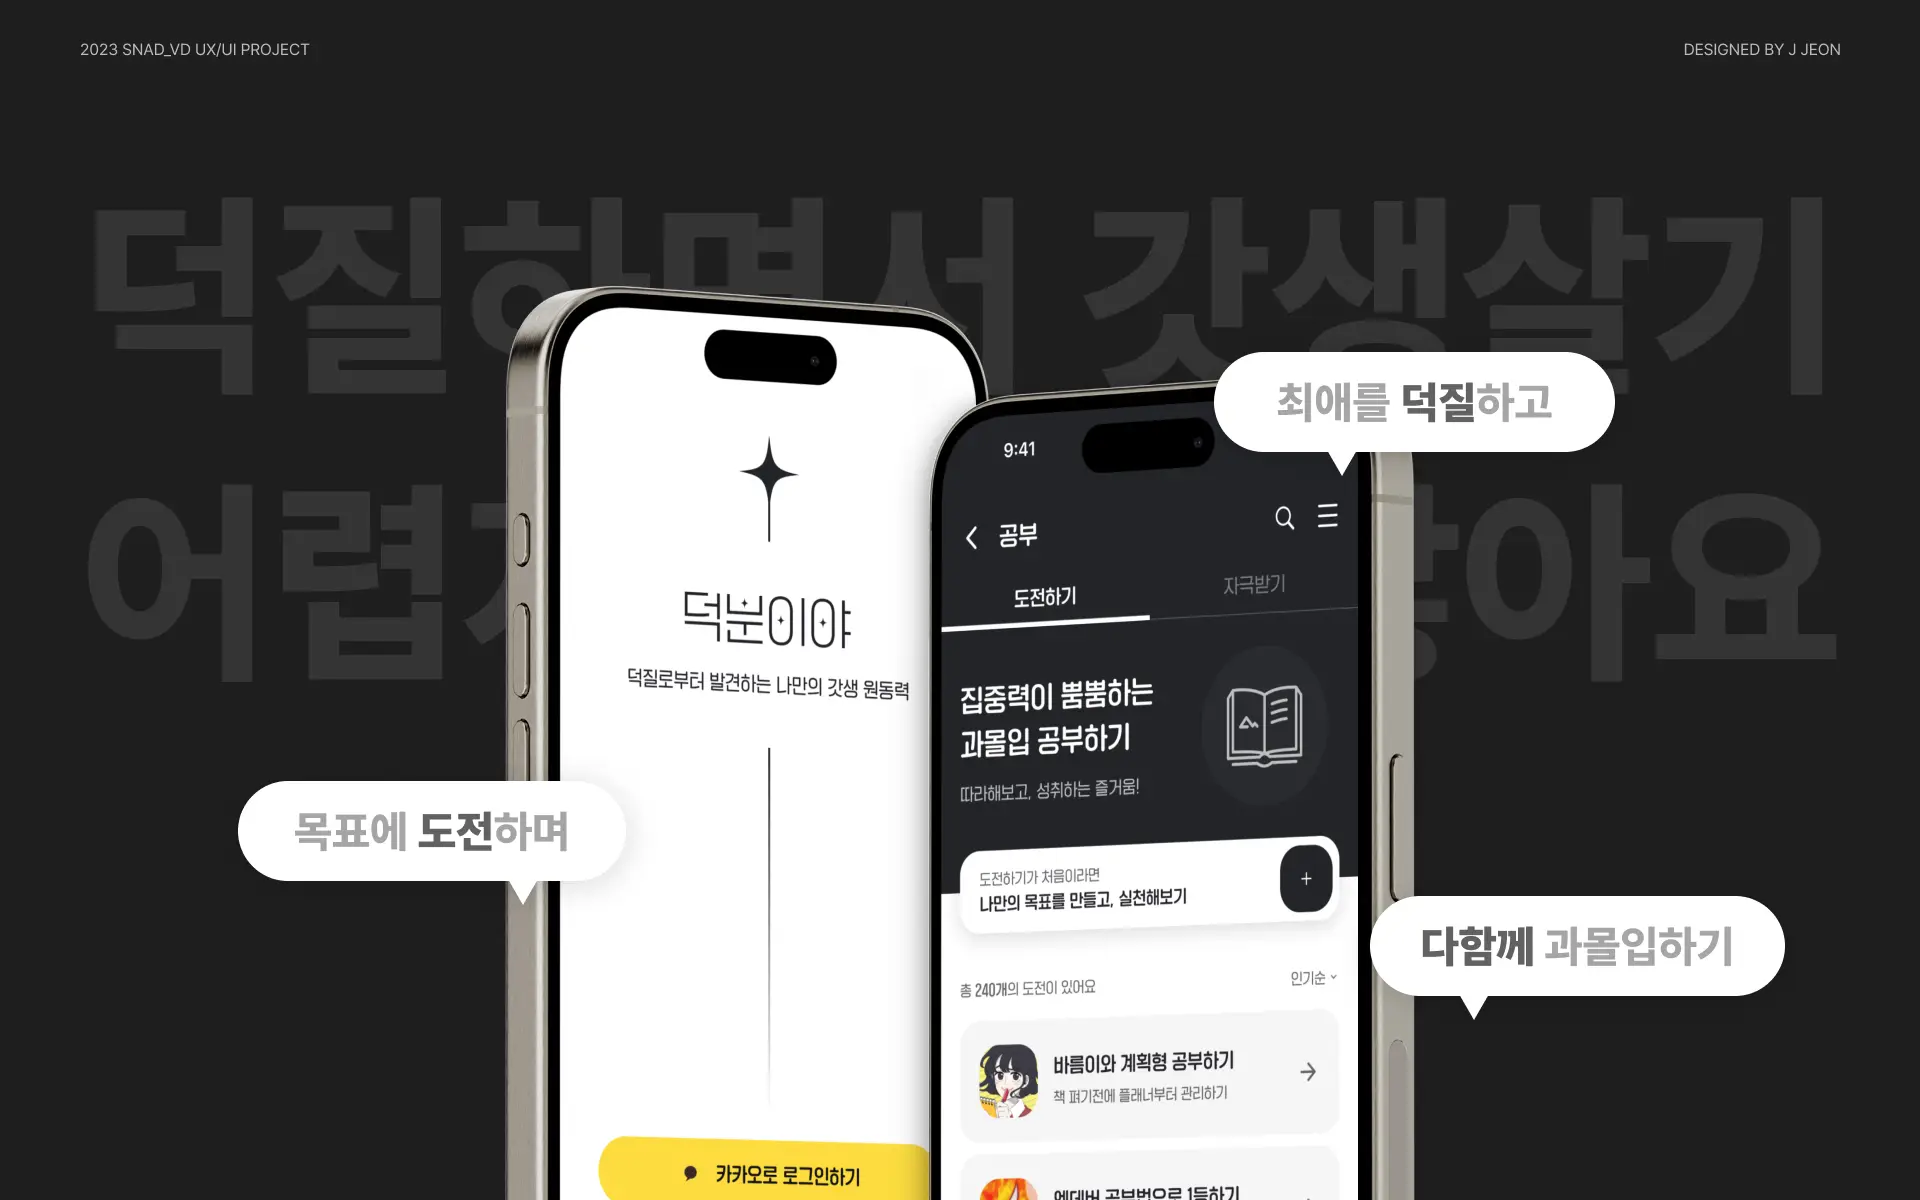 2023 SNAD_VD UX/UI PROJECT
DESIGNED BY J JEON
덕질하면서 갓생살기
어렵지 않아요
최애를 덕질하고
9:41
공부
도전하기
자극받기
덕분이야
덕질로부터 발견하는 나만의 갓생 원동력
집중력이 뿜뿜하는
과몰입 공부하기
따라해보고, 성취하는 즐거움!
목표에 도전하며
도전하기가 처음이라면
나만의 목표를 만들고, 실천해보기
+
다함께 과몰입하기
총 240개의 도전이 있어요
인기순
바름이와 계획형 공부하기
책 펴기전에 플래너부터 관리하기
카카오로 로그인하기
에데버 공부법으로 1등하기